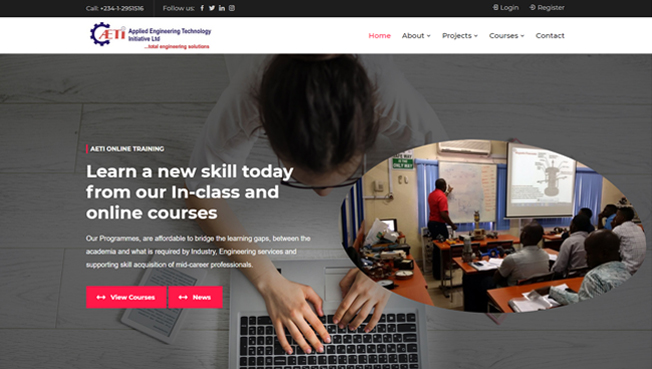 Call: +234-1-2951516
Follow us:
Login
Register
AETI
Applied Engineering Technology
Initiative Ltd
...total engineering solutions
Home
About
Projects
Courses
Contact
AETI ONLINE TRAINING
Learn a new skill today
from our In-class and
online courses
Our Programmes, are affordable to bridge the learning gaps, between the
academia and what is required by Industry, Engineering services and
supporting skill acquisition of mid-career professionals.
View Courses
News